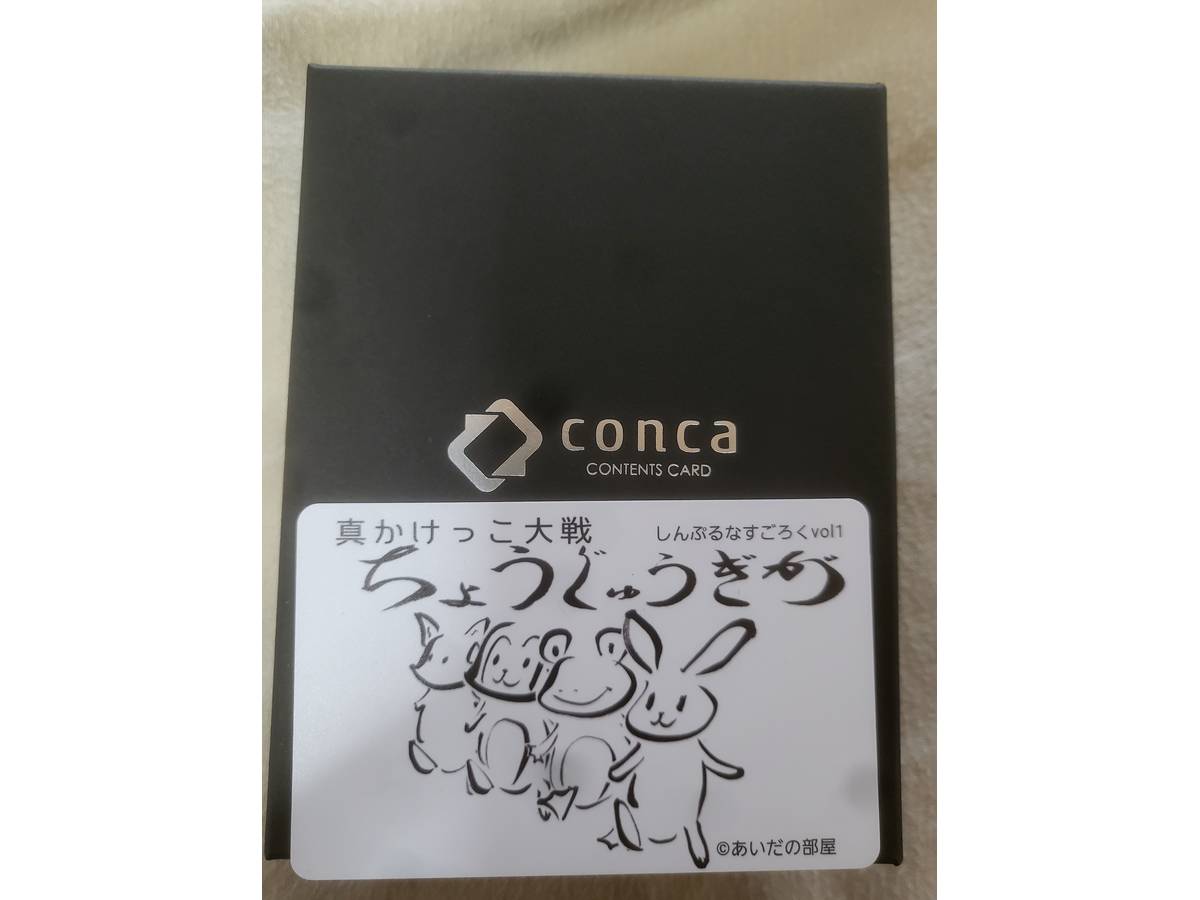 conca
CONTENTS CARD
真かけっこ大戦
しんぷるなすごろくvol1
ちょうじゅうぎが
©あいだの部屋